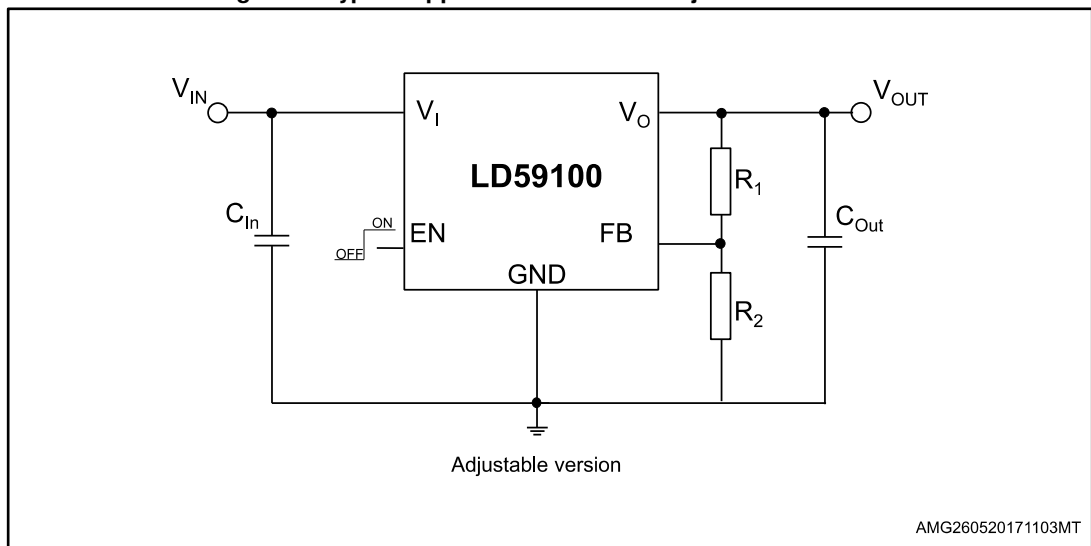 V_IN
V_OUT
V_I
V_O
LD59100
R_1
C_In
C_Out
ON
OFF
EN
FB
GND
R_2
Adjustable version
AMG260520171103MT